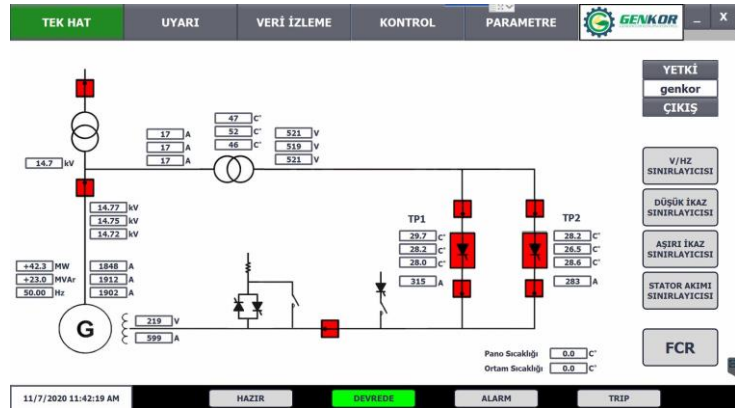 TEK HAT
UYARI
VERİ İZLEME
KONTROL
PARAMETRE
GENKOR
_ X
YETKİ
genkor
ÇIKIŞ
47 C°
52 C°
46 C°
17 A
17 A
17 A
521 V
519 V
521 V
14.7 kV
14.77 kV
14.75 kV
14.72 kV
V/HZ
SINIRLAYICISI
DÜŞÜK İKAZ
SINIRLAYICISI
AŞIRI İKAZ
SINIRLAYICISI
STATOR AKIMI
SINIRLAYICISI
FCR
TP1
29.7 C°
28.2 C°
28.0 C°
315 A
TP2
28.2 C°
26.5 C°
28.6 C°
283 A
+42.3 MW
+23.0 MVAr
50.00 Hz
1848 A
1912 A
1902 A
G
219 V
599 A
Pano Sıcaklığı 0.0 C°
Ortam Sıcaklığı 0.0 C°
11/7/2020 11:42:19 AM
HAZIR
DEVREDE
ALARM
TRIP